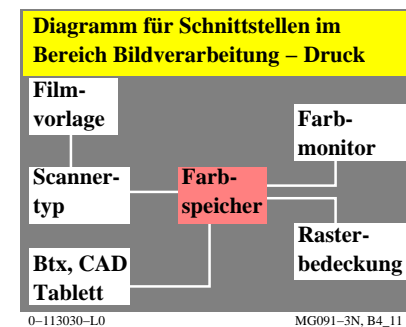 Diagramm für Schnittstellen im
Bereich Bildverarbeitung – Druck
Film-
vorlage
Farb-
monitor
Scanner-
typ
Farb-
speicher
Raster-
bedeckung
Btx, CAD
Tablett
0–113030–L0
MG091–3N, B4_11